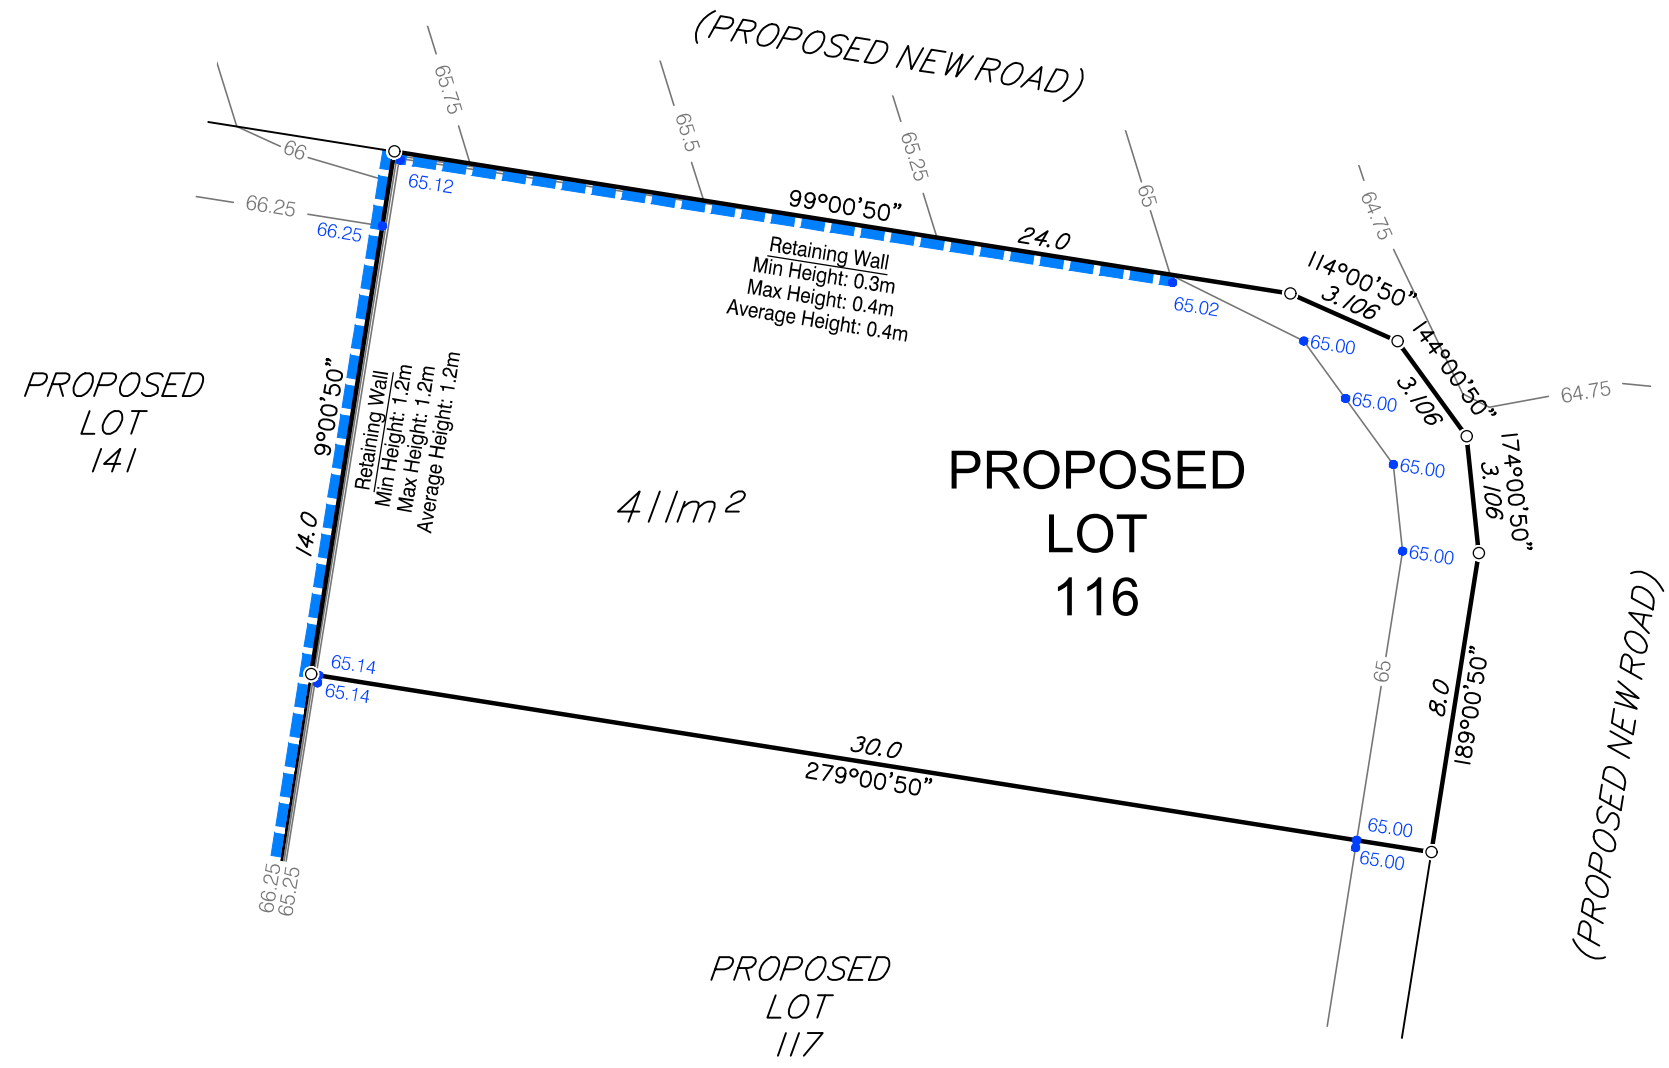 (PROPOSED NEW ROAD)
65.75
65.5
65.25
65
64.75
66
66.25
66.25
65.12
99°00'50"
24.0
Retaining Wall
Min Height: 0.3m
Max Height: 0.4m
Average Height: 0.4m
65.02
114°00'50"
3.106
65.00
144°00'50"
3.106
65.00
64.75
174°00'50"
3.106
65.00
65.00
PROPOSED
LOT
141
9°00'50"
14.0
Retaining Wall
Min Height: 1.2m
Max Height: 1.2m
Average Height: 1.2m
411m²
PROPOSED
LOT
116
65.14
65.14
65
8.0
189°00'50"
(PROPOSED NEW ROAD)
30.0
279°00'50"
65.00
65.00
66.25
65.25
PROPOSED
LOT
117